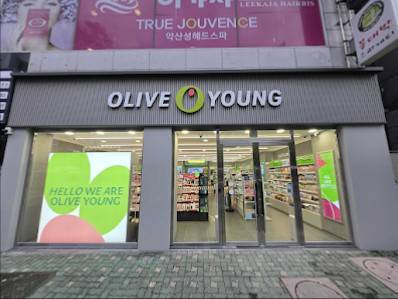 TRUE JOUVENCE
약산성헤드스파
LEEKAJA HAIRBIS
OLIVE YOUNG
HELLO WE ARE
OLIVE YOUNG